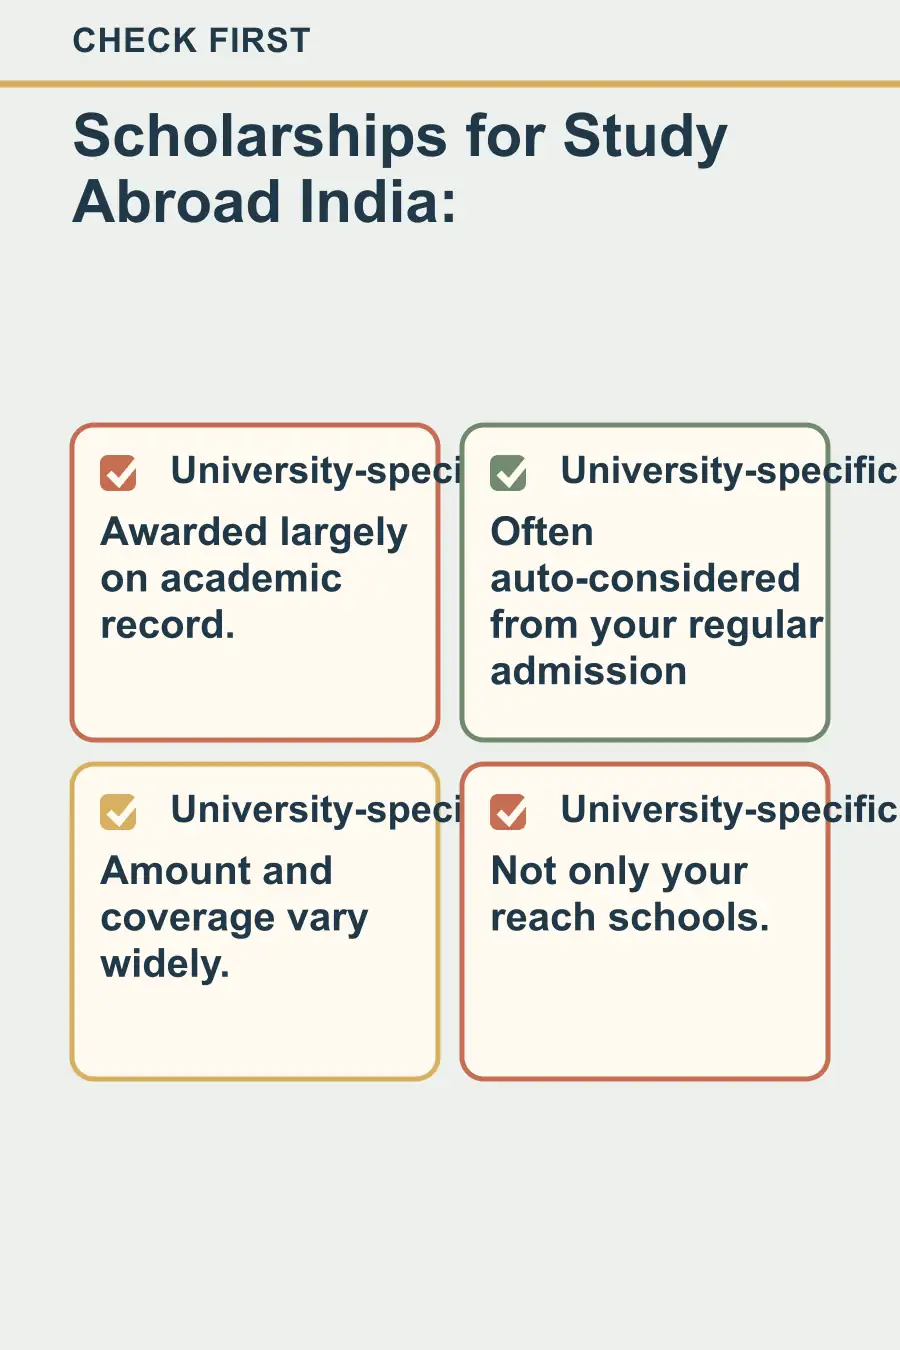 CHECK FIRST
Scholarships for Study
Abroad India:
University-speci
Awarded largely
on academic
record.
University-specific
Often
auto-considered
from your regular
admission
University-speci
Amount and
coverage vary
widely.
University-specific
Not only your
reach schools.